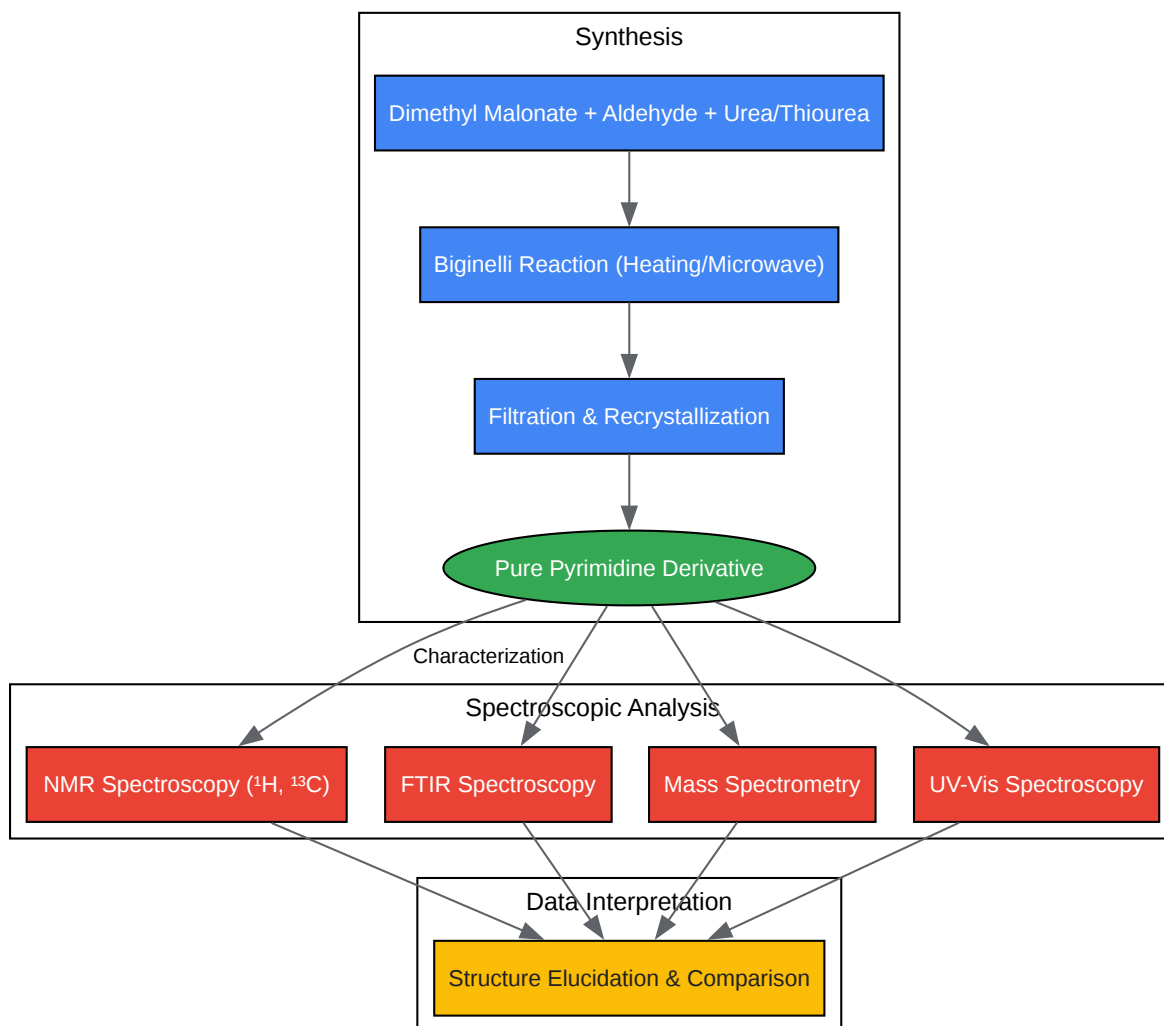 Synthesis
Dimethyl Malonate + Aldehyde + Urea/Thiourea
Biginelli Reaction (Heating/Microwave)
Filtration & Recrystallization
Pure Pyrimidine Derivative
Characterization
Spectroscopic Analysis
NMR Spectroscopy (¹H, ¹³C)
FTIR Spectroscopy
Mass Spectrometry
UV-Vis Spectroscopy
Data Interpretation
Structure Elucidation & Comparison